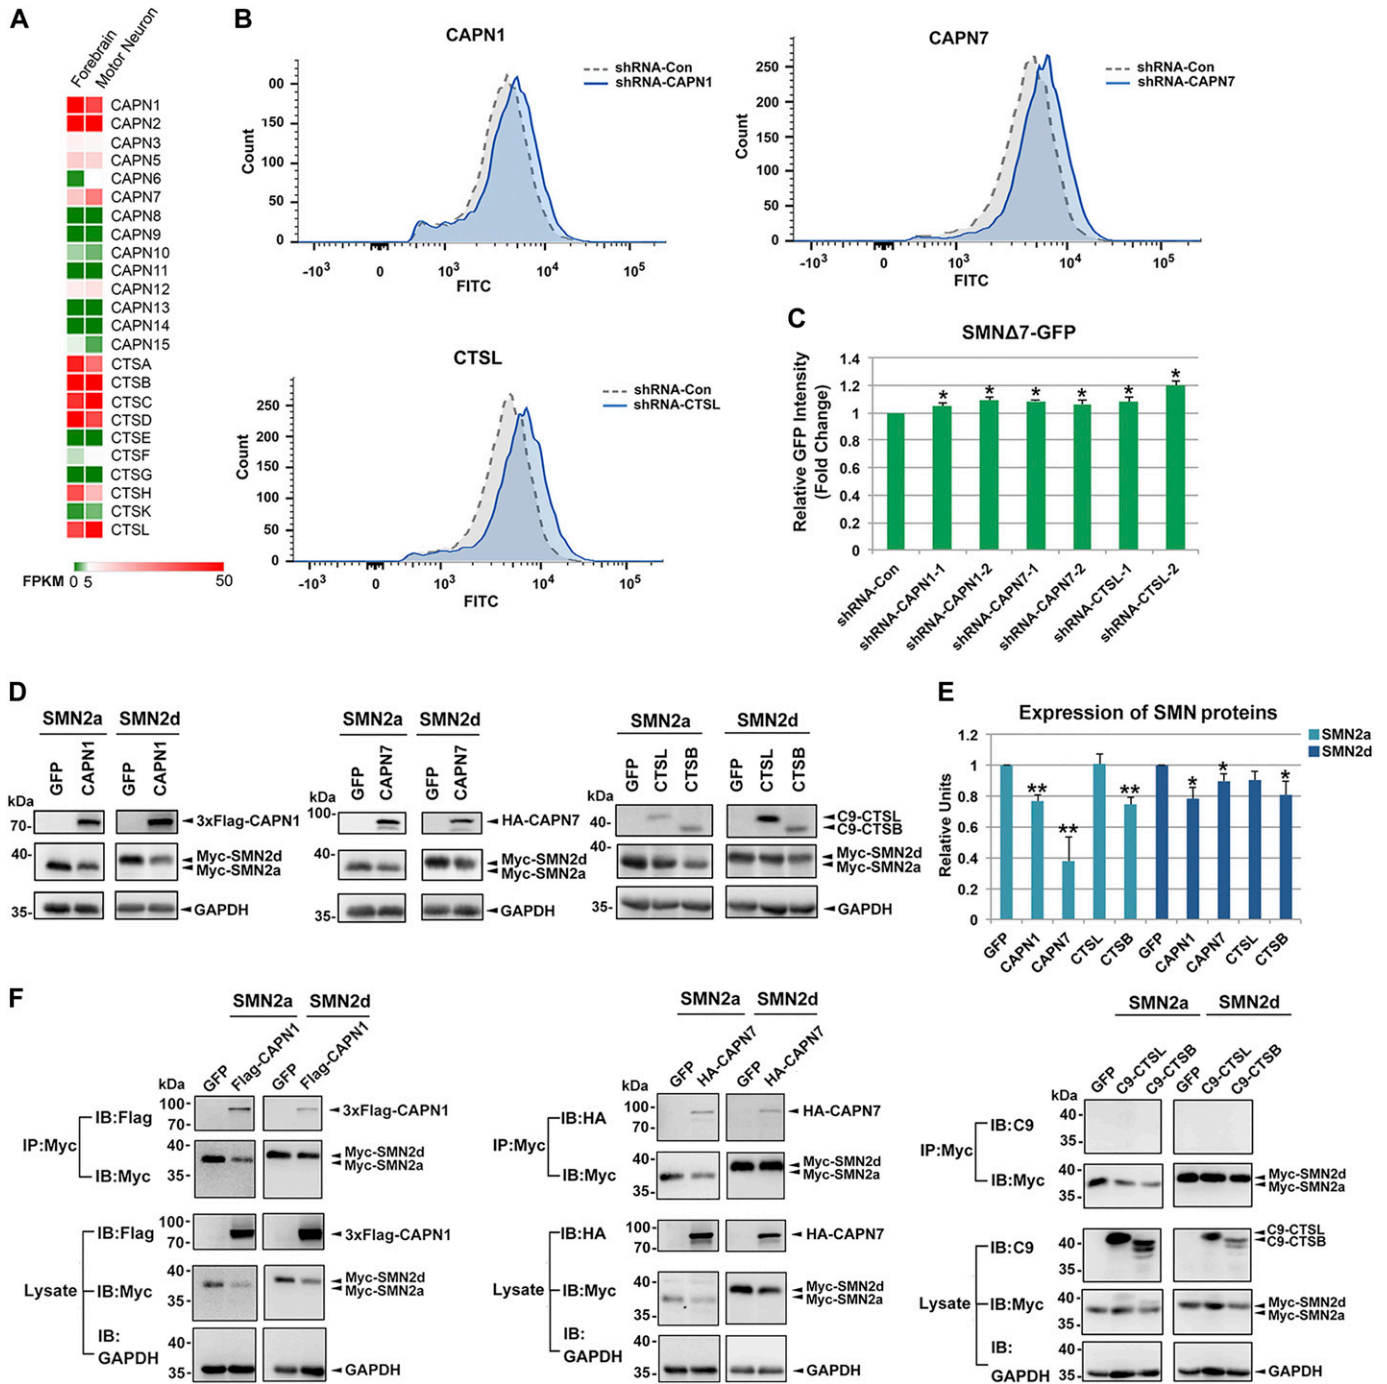 A
Forebrain
Motor Neuron
CAPN1
CAPN2
CAPN3
CAPN5
CAPN6
CAPN7
CAPN8
CAPN9
CAPN10
CAPN11
CAPN12
CAPN13
CAPN14
CAPN15
CTSA
CTSB
CTSC
CTSD
CTSE
CTSF
CTSG
CTSH
CTSK
CTSL
FPKM 0 5 50
B
CAPN1
shRNA-Con
shRNA-CAPN1
Count
00
150
100
50
0
-10³ 0 10³ 10⁴ 10⁵
FITC
CAPN7
shRNA-Con
shRNA-CAPN7
Count
250
200
150
100
50
0
-10³ 0 10³ 10⁴ 10⁵
FITC
CTSL
shRNA-Con
shRNA-CTSL
Count
250
200
150
100
50
0
-10³ 0 10³ 10⁴ 10⁵
FITC
C
SMNΔ7-GFP
Relative GFP Intensity
(Fold Change)
1.4
1.2
1
0.8
0.6
0.4
0.2
0
* * * * * *
shRNA-Con
shRNA-CAPN1-1
shRNA-CAPN1-2
shRNA-CAPN7-1
shRNA-CAPN7-2
shRNA-CTSL-1
shRNA-CTSL-2
D
SMN2a SMN2d
GFP CAPN1 GFP CAPN1
kDa
70-
3xFlag-CAPN1
40-
Myc-SMN2d
Myc-SMN2a
35-
GAPDH
SMN2a SMN2d
GFP CAPN7 GFP CAPN7
kDa
100-
HA-CAPN7
40-
Myc-SMN2d
Myc-SMN2a
35-
GAPDH
SMN2a SMN2d
GFP CTSL CTSB GFP CTSL CTSB
kDa
40-
C9-CTSL
C9-CTSB
40-
Myc-SMN2d
Myc-SMN2a
35-
GAPDH
E
Expression of SMN proteins
SMN2a
SMN2d
Relative Units
1.2
1
0.8
0.6
0.4
0.2
0
** ** ** * * *
GFP CAPN1 CAPN7 CTSL CTSB GFP CAPN1 CAPN7 CTSL CTSB
F
SMN2a SMN2d
GFP Flag-CAPN1 GFP Flag-CAPN1
kDa
IP:Myc
IB:Flag
100-
70-
3xFlag-CAPN1
IB:Myc
40-
35-
Myc-SMN2d
Myc-SMN2a
Lysate
IB:Flag
100-
70-
3xFlag-CAPN1
IB:Myc
40-
35-
Myc-SMN2d
Myc-SMN2a
IB:
GAPDH
40-
35-
GAPDH
SMN2a SMN2d
GFP HA-CAPN7 GFP HA-CAPN7
kDa
IP:Myc
IB:HA
100-
70-
HA-CAPN7
IB:Myc
40-
35-
Myc-SMN2d
Myc-SMN2a
Lysate
IB:HA
100-
70-
HA-CAPN7
IB:Myc
40-
35-
Myc-SMN2d
Myc-SMN2a
IB:
GAPDH
40-
35-
GAPDH
SMN2a SMN2d
GFP C9-CTSL C9-CTSB GFP C9-CTSL C9-CTSB
kDa
IP:Myc
IB:C9
40-
35-
IB:Myc
40-
35-
Myc-SMN2d
Myc-SMN2a
Lysate
IB:C9
40-
35-
C9-CTSL
C9-CTSB
IB:Myc
40-
35-
Myc-SMN2d
Myc-SMN2a
IB:
GAPDH
40-
35-
GAPDH